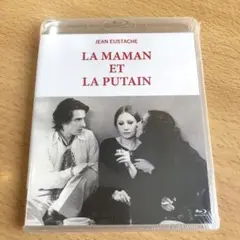 JEAN EUSTACHE
LA MAMAN
ET
LA PUTAIN